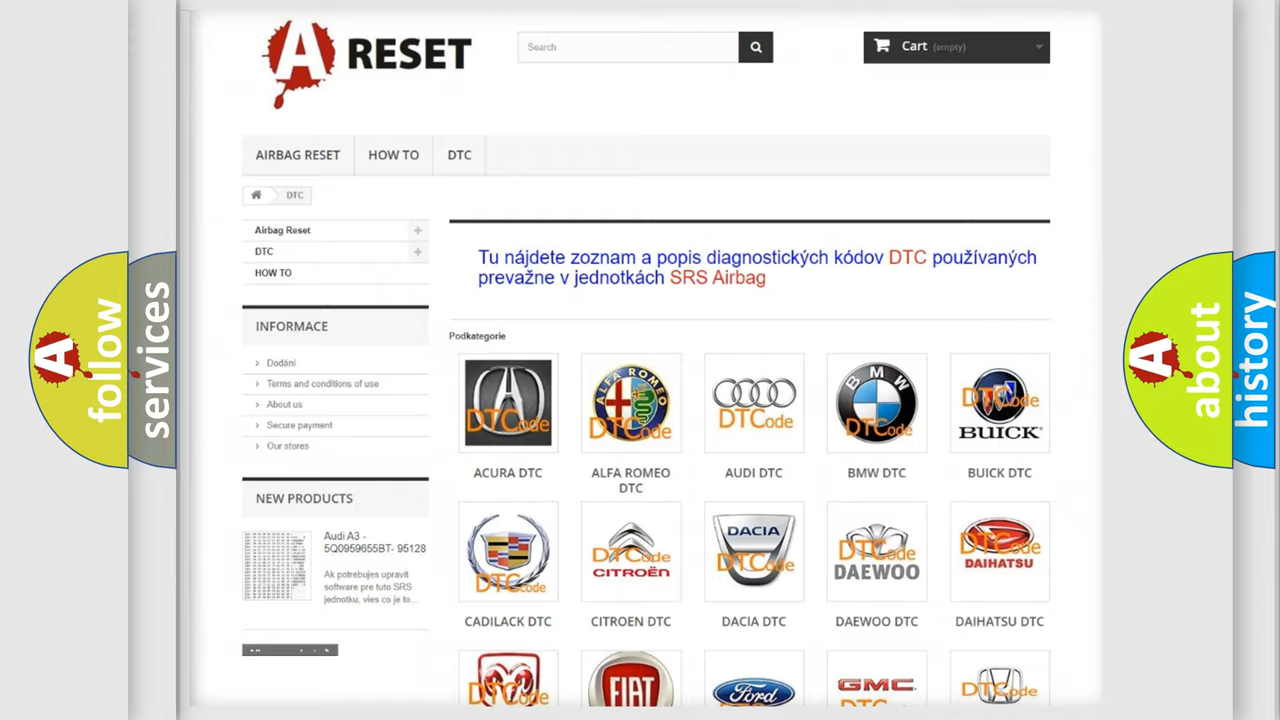 A RESET
Search
Cart (empty)
AIRBAG RESET
HOW TO
DTC
DTC
Airbag Reset
DTC
HOW TO
INFORMACE
Dodání
Terms and conditions of use
About us
Secure payment
Our stores
NEW PRODUCTS
Audi A3 -
5Q0959655BT- 95128
Ak potrebujes upravit
software pre tuto SRS
jednotku, vies co je to...
Tu nájdete zoznam a popis diagnostických kódov DTC používaných
prevažne v jednotkách SRS Airbag
Podkategorie
DTCode
ALFA ROMEO
DTCode
DTCode
BMW
DTCode
DTCode
BUICK
ACURA DTC
ALFA ROMEO
DTC
AUDI DTC
BMW DTC
BUICK DTC
DTCode
DTCode
CITROËN
DACIA
DTCode
DTCode
DAEWOO
DTCode
DAIHATSU
CADILACK DTC
CITROEN DTC
DACIA DTC
DAEWOO DTC
DAIHATSU DTC
DTCode
FIAT
Ford
GMC
DTCode
A follow
services
A about
history